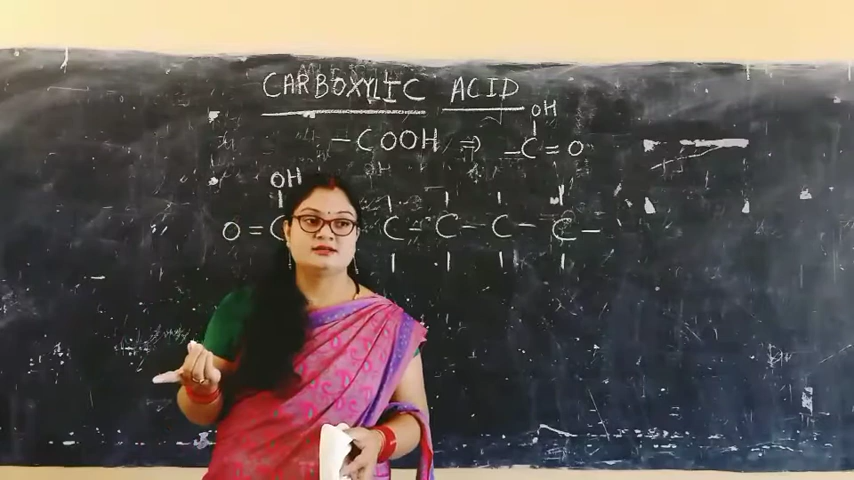 CARBOXYLIC ACID
OH
-COOH ⇒ -C=O
OH
O=C C-C-C-C-